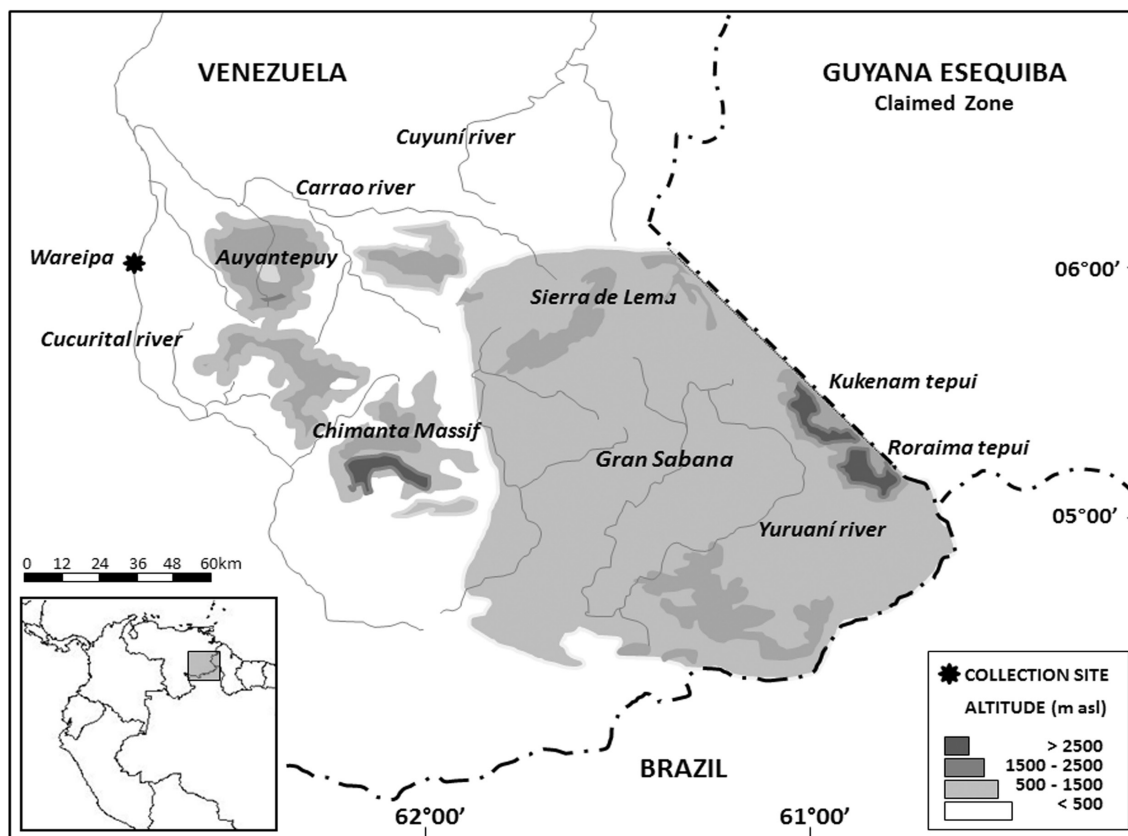 VENEZUELA
GUYANA ESEQUIBA
Claimed Zone
Cuyuní river
Carrao river
Wareipa
Auyantepuy
06°00'
Sierra de Lema
Cucurital river
Kukenam tepui
Chimanta Massif
Roraima tepui
Gran Sabana
05°00'
Yuruaní river
0 12 24 36 48 60km
COLLECTION SITE
ALTITUDE (m asl)
> 2500
1500 - 2500
500 - 1500
< 500
BRAZIL
62°00'
61°00'